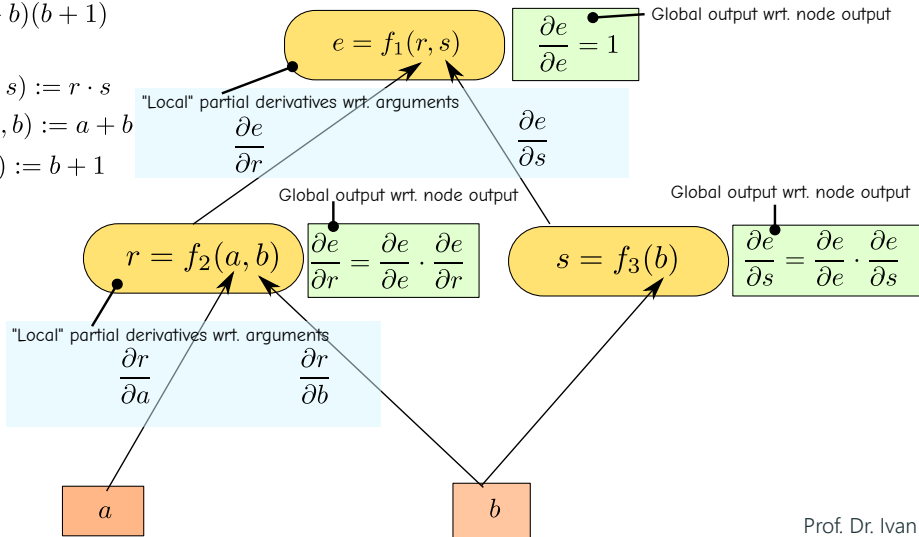 b)(b + 1)
e = f₁(r, s)
∂e/∂e = 1
Global output wrt. node output
s) := r · s
, b) := a + b
) := b + 1
"Local" partial derivatives wrt. arguments
∂e/∂r
∂e/∂s
Global output wrt. node output
Global output wrt. node output
r = f₂(a, b)
∂e/∂r = ∂e/∂e · ∂e/∂r
s = f₃(b)
∂e/∂s = ∂e/∂e · ∂e/∂s
"Local" partial derivatives wrt. arguments
∂r/∂a
∂r/∂b
a
b
Prof. Dr. Ivan